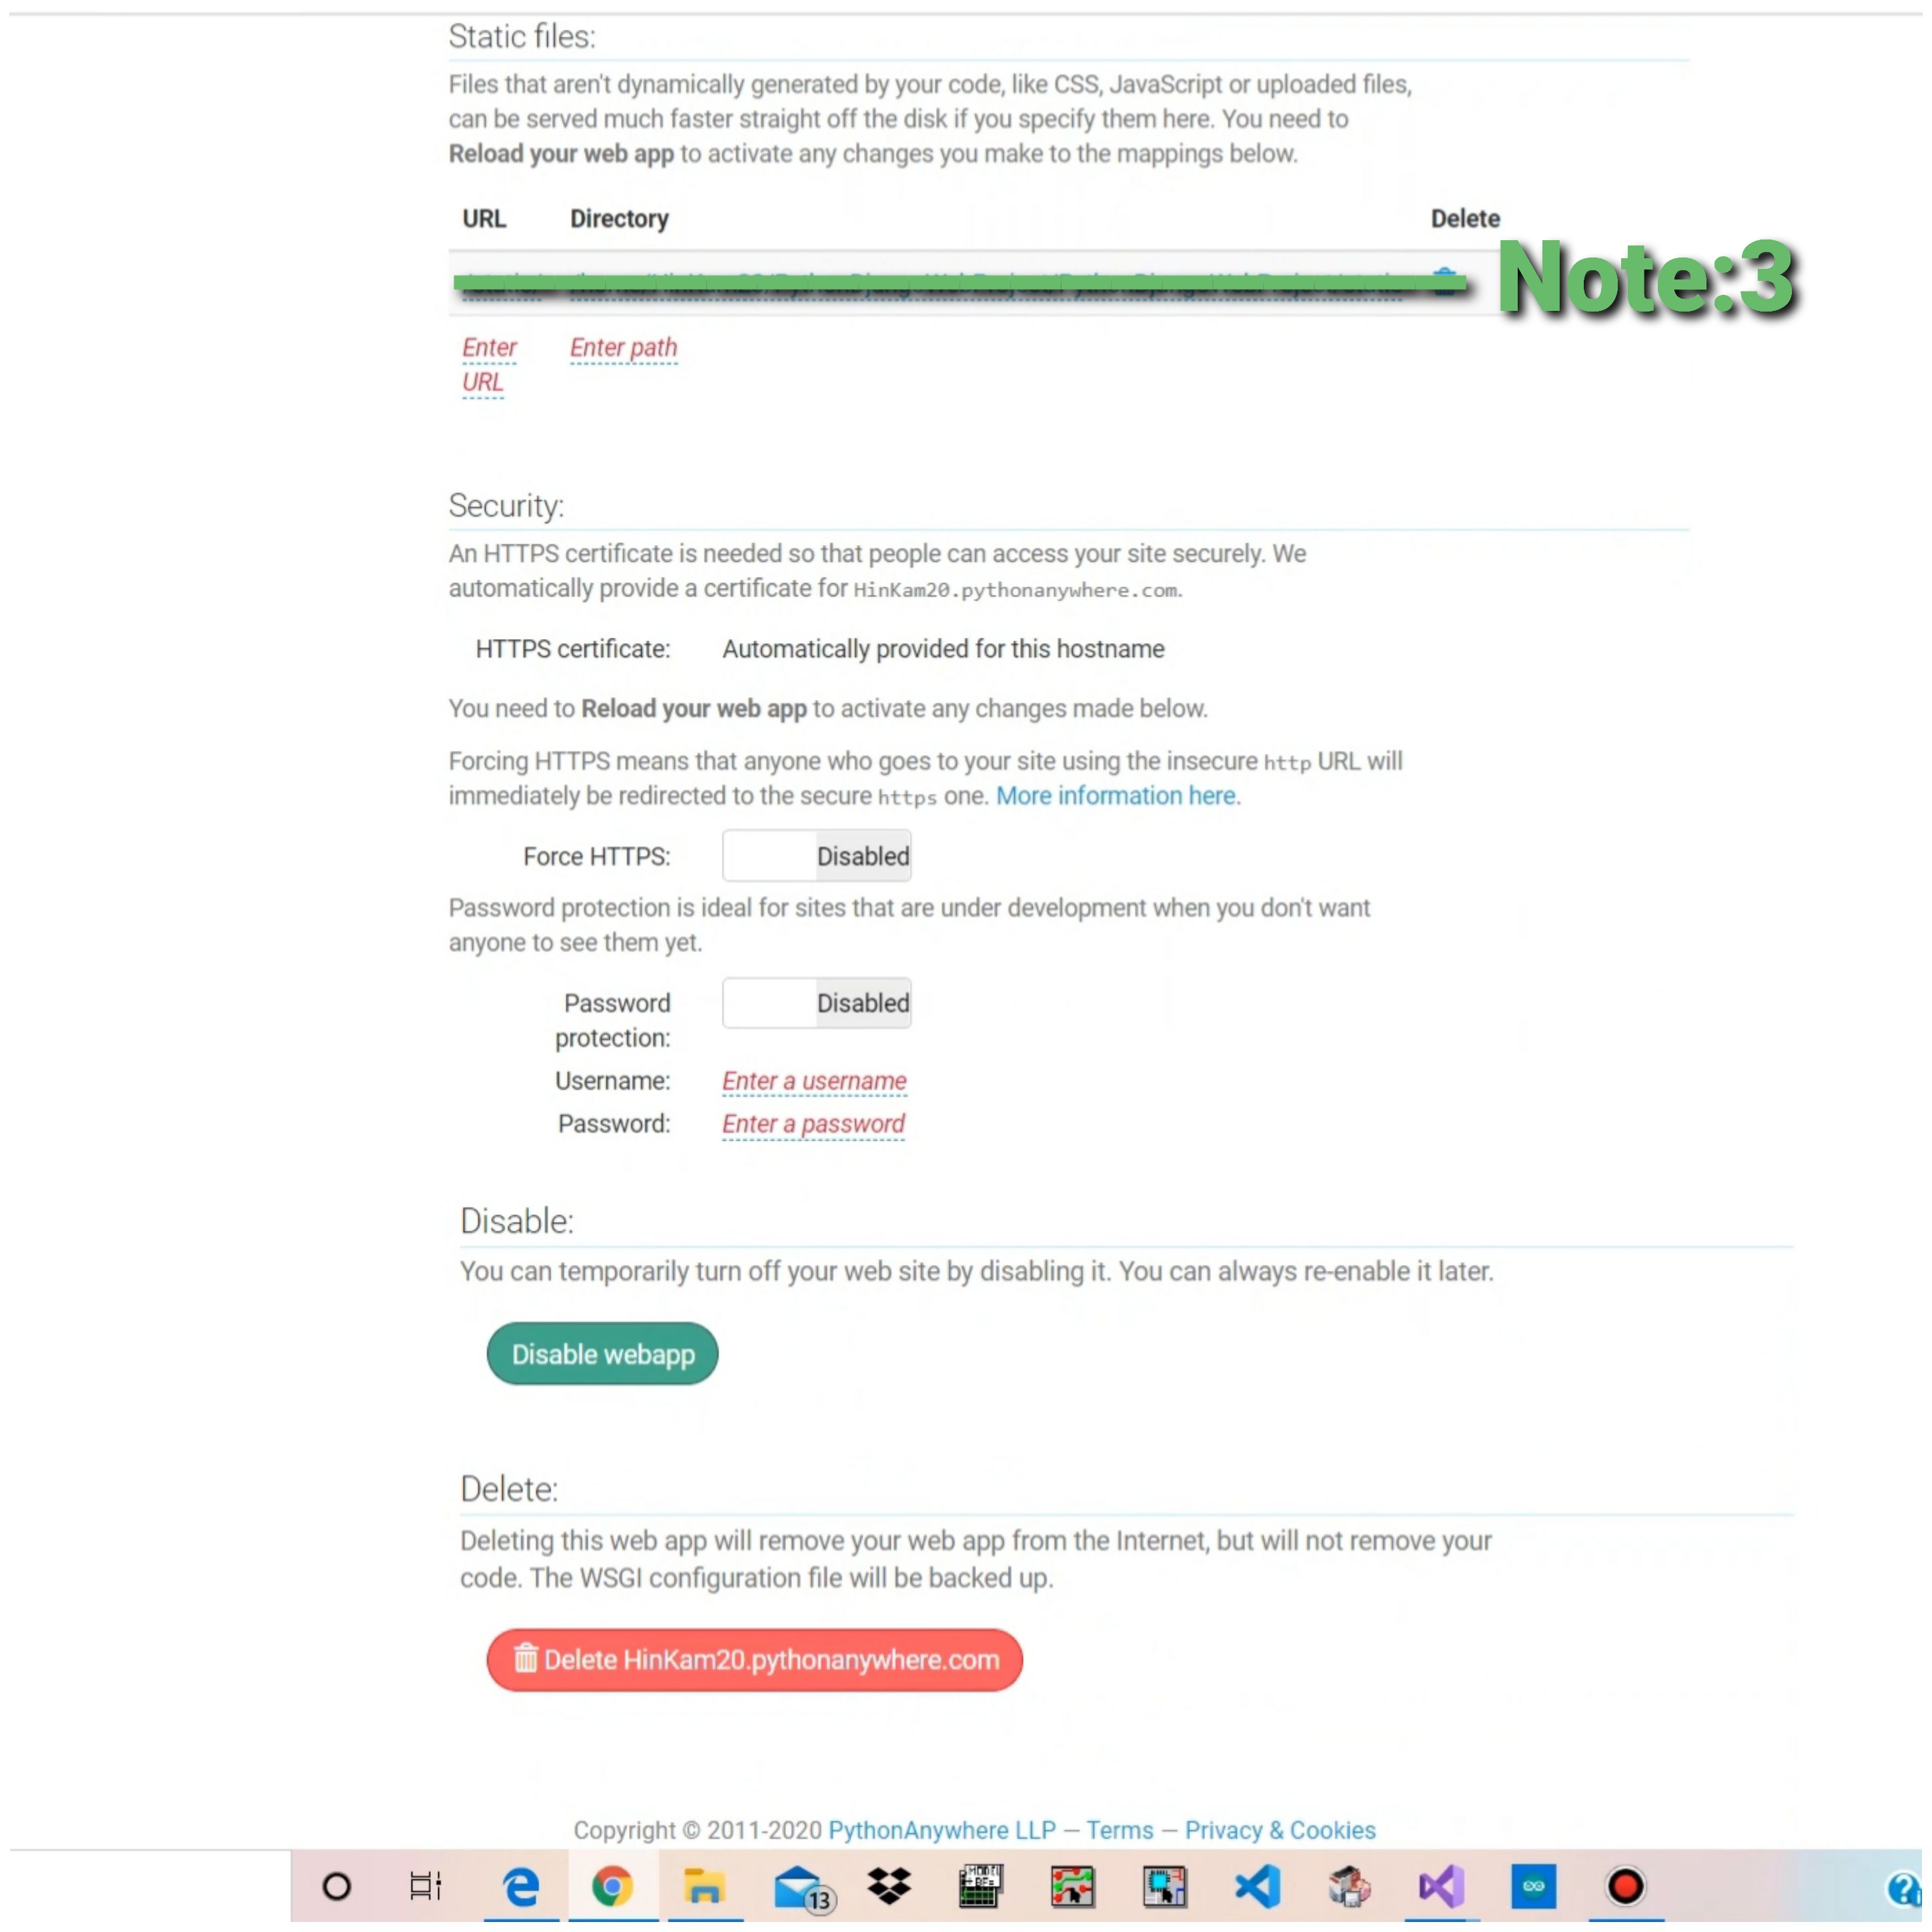 Static files:
Files that aren't dynamically generated by your code, like CSS, JavaScript or uploaded files,
can be served much faster straight off the disk if you specify them here. You need to
Reload your web app to activate any changes you make to the mappings below.
URL Directory Delete
Note:3
Enter Enter path
URL
Security:
An HTTPS certificate is needed so that people can access your site securely. We
automatically provide a certificate for HinKam20.pythonanywhere.com.
HTTPS certificate: Automatically provided for this hostname
You need to Reload your web app to activate any changes made below.
Forcing HTTPS means that anyone who goes to your site using the insecure http URL will
immediately be redirected to the secure https one. More information here.
Force HTTPS: Disabled
Password protection is ideal for sites that are under development when you don't want
anyone to see them yet.
Password Disabled
protection:
Username: Enter a username
Password: Enter a password
Disable:
You can temporarily turn off your web site by disabling it. You can always re-enable it later.
Disable webapp
Delete:
Deleting this web app will remove your web app from the Internet, but will not remove your
code. The WSGI configuration file will be backed up.
Delete HinKam20.pythonanywhere.com
Copyright © 2011-2020 PythonAnywhere LLP — Terms — Privacy & Cookies
13